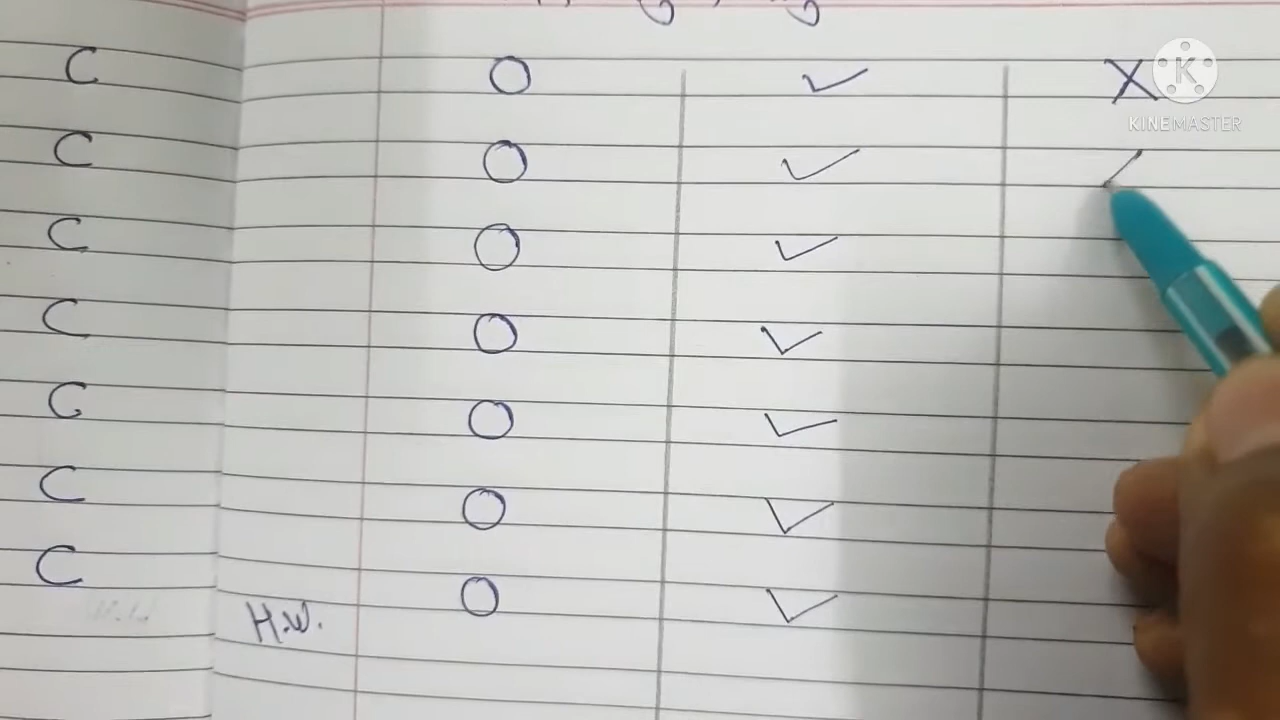 C O ✓ X
K
KINEMASTER
C O ✓
C O ✓
C O ✓
C O ✓
C O ✓
C O ✓
H.W.